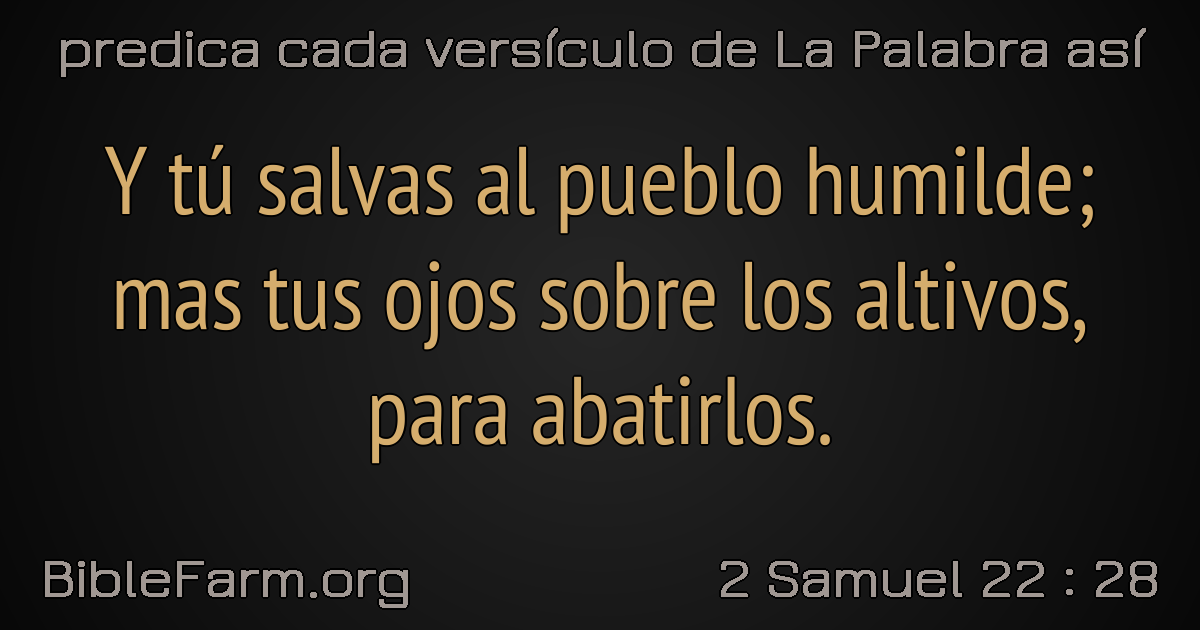 predica cada versículo de La Palabra así
Y tú salvas al pueblo humilde;
mas tus ojos sobre los altivos,
para abatirlos.
BibleFarm.org
2 Samuel 22 : 28